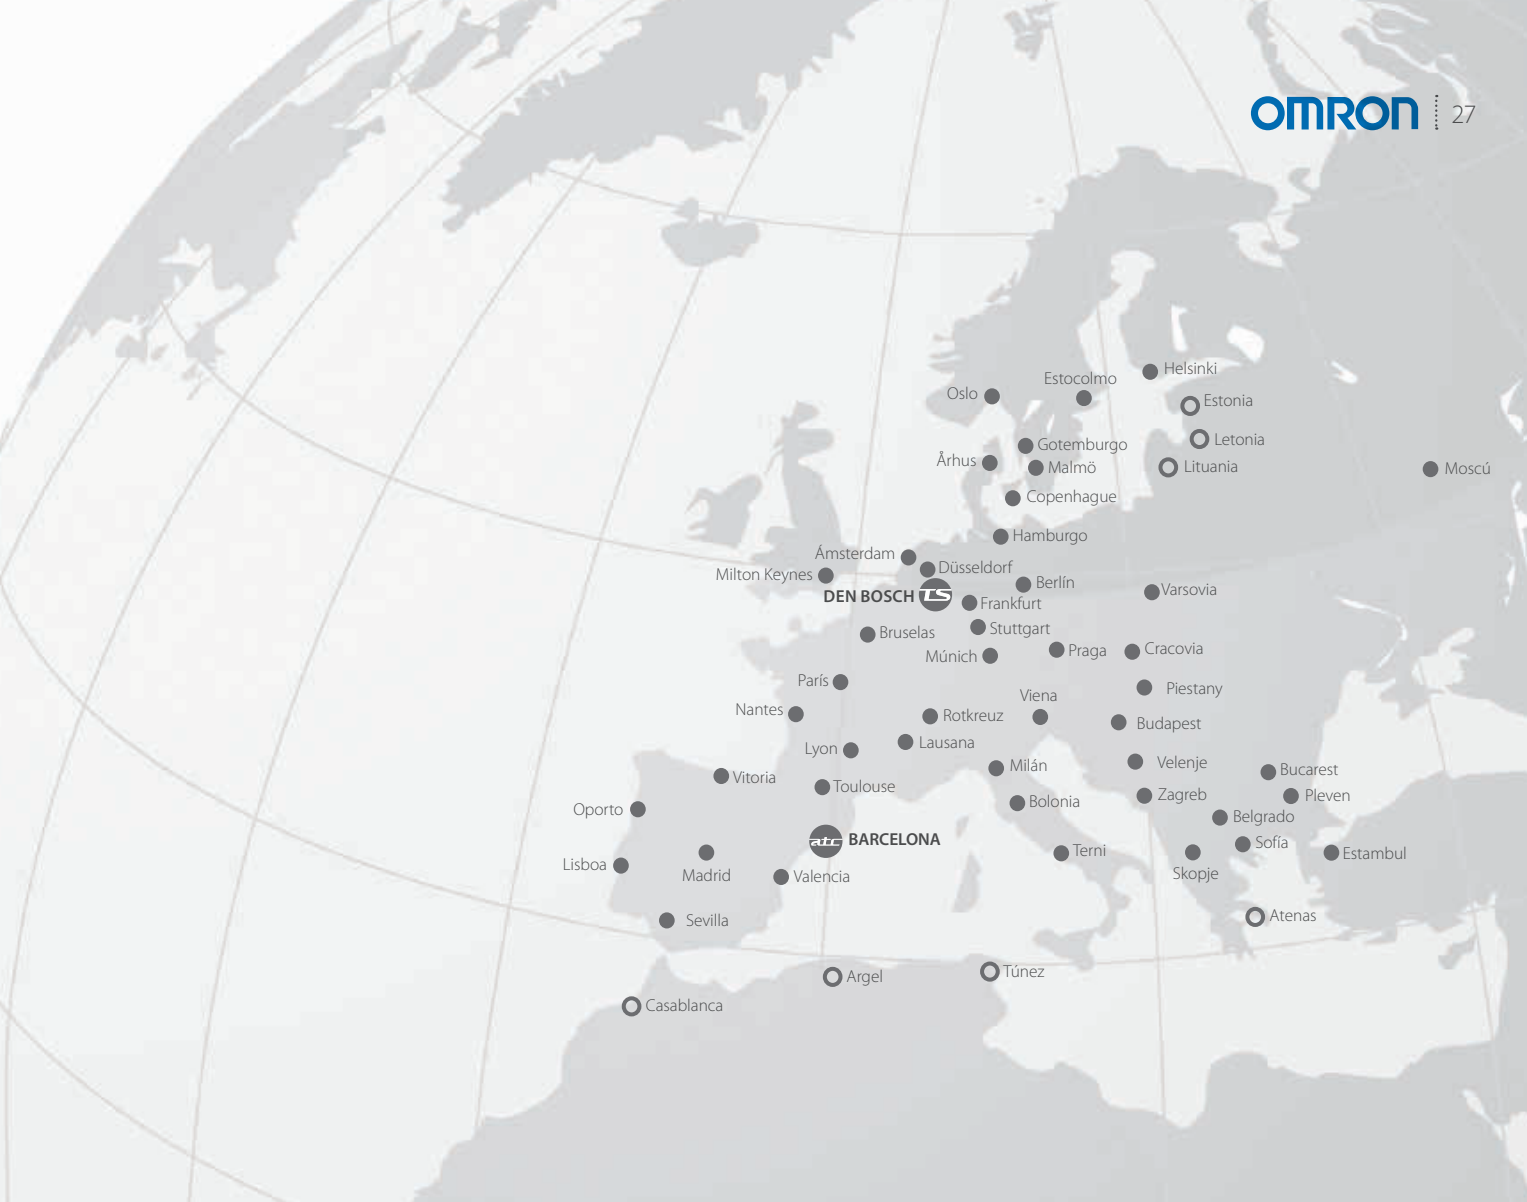 OMRON 27
Helsinki
Estocolmo
Oslo
Estonia
Letonia
Gotemburgo
Århus
Malmö
Lituania
Moscú
Copenhague
Hamburgo
Ámsterdam
Düsseldorf
Milton Keynes
Berlín
Varsovia
DEN BOSCH TS
Frankfurt
Stuttgart
Bruselas
Praga
Cracovia
Múnich
París
Piestany
Viena
Nantes
Rotkreuz
Budapest
Lausana
Lyon
Velenje
Milán
Bucarest
Vitoria
Toulouse
Zagreb
Pleven
Bolonia
Oporto
Belgrado
atc BARCELONA
Sofía
Terni
Estambul
Lisboa
Madrid
Skopje
Valencia
Atenas
Sevilla
Túnez
Argel
Casablanca